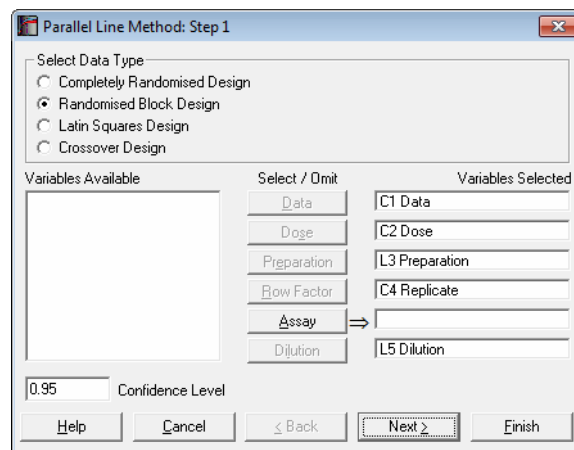 Parallel Line Method: Step 1
Select Data Type
Completely Randomised Design
Randomised Block Design
Latin Squares Design
Crossover Design
Variables Available
Select / Omit
Variables Selected
Data
C1 Data
Dose
C2 Dose
Preparation
L3 Preparation
Row Factor
C4 Replicate
Assay
Dilution
L5 Dilution
0.95
Confidence Level
Help
Cancel
< Back
Next >
Finish